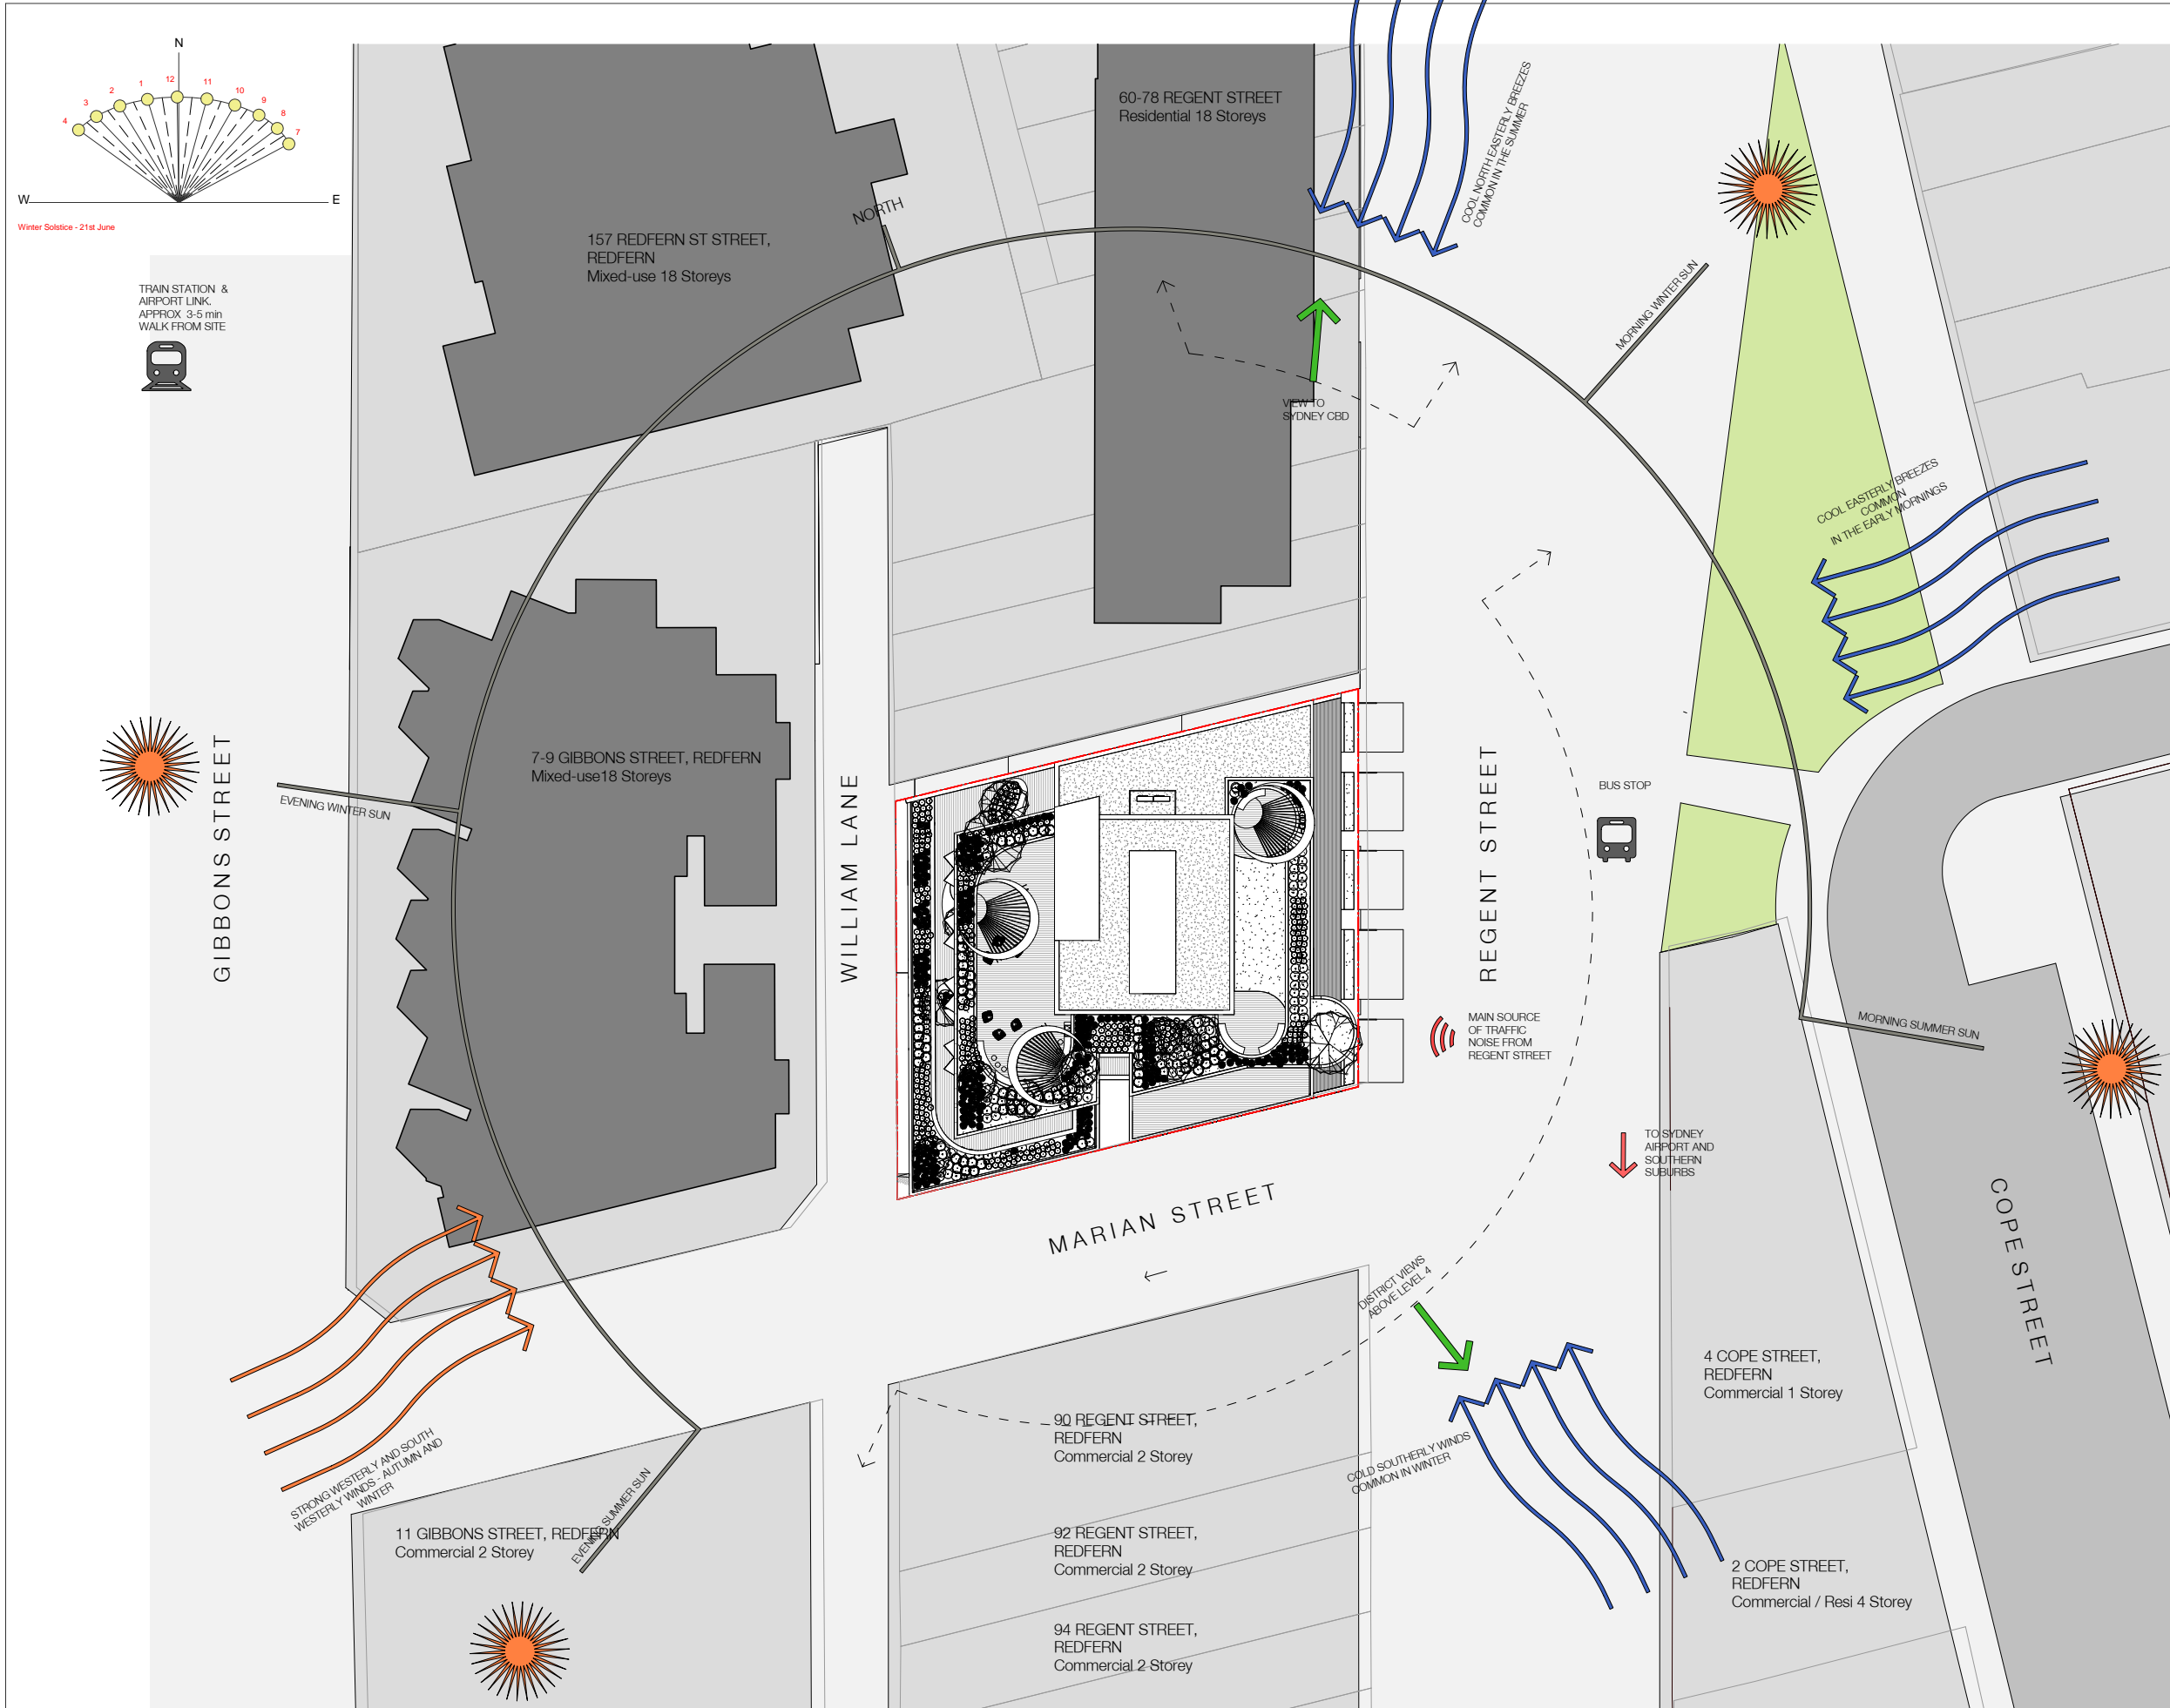 N
4
3
2
1
12
11
10
9
8
7
W
E
Winter Solstice - 21st June
TRAIN STATION &
AIRPORT LINK.
APPROX 3-5 min
WALK FROM SITE
157 REDFERN ST STREET,
REDFERN
Mixed-use 18 Storeys
NORTH
60-78 REGENT STREET
Residential 18 Storeys
COOL NORTH EASTERLY BREEZES
COMMON IN THE SUMMER
MORNING WINTER SUN
VIEW TO
SYDNEY CBD
COOL EASTERLY BREEZES
COMMON
IN THE EARLY MORNINGS
GIBBONS STREET
EVENING WINTER SUN
7-9 GIBBONS STREET, REDFERN
Mixed-use18 Storeys
WILLIAM LANE
REGENT STREET
BUS STOP
MAIN SOURCE
OF TRAFFIC
NOISE FROM
REGENT STREET
MORNING SUMMER SUN
TO SYDNEY
AIRPORT AND
SOUTHERN
SUBURBS
COPE STREET
MARIAN STREET
DISTRICT VIEWS
ABOVE LEVEL 4
4 COPE STREET,
REDFERN
Commercial 1 Storey
90 REGENT STREET,
REDFERN
Commercial 2 Storey
COLD SOUTHERLY WINDS
COMMON IN WINTER
STRONG WESTERLY AND SOUTH
WESTERLY WINDS - AUTUMN AND
WINTER
11 GIBBONS STREET, REDFERN
Commercial 2 Storey
EVENING SUMMER SUN
92 REGENT STREET,
REDFERN
Commercial 2 Storey
2 COPE STREET,
REDFERN
Commercial / Resi 4 Storey
94 REGENT STREET,
REDFERN
Commercial 2 Storey